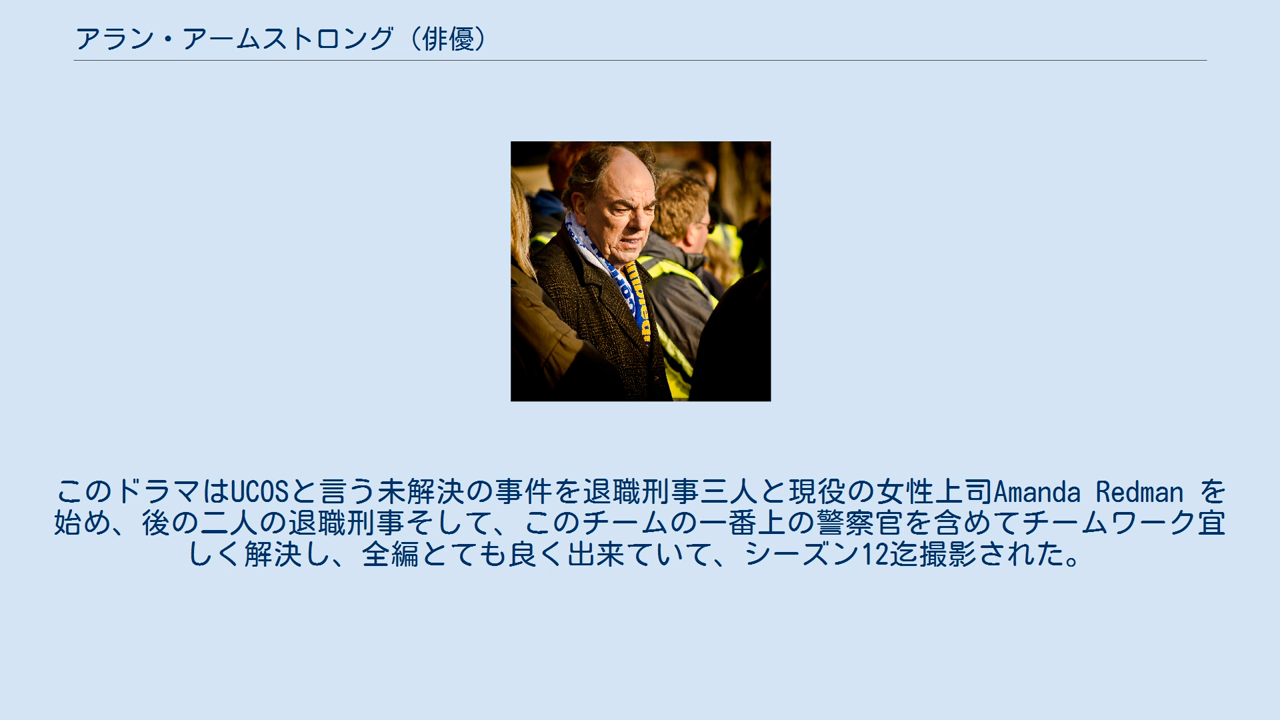 アラン・アームストロング（俳優）
このドラマはUCOSと言う未解決の事件を退職刑事三人と現役の女性上司Amanda Redman を
始め、後の二人の退職刑事そして、このチームの一番上の警察官を含めてチームワーク宜
しく解決し、全編とても良く出来ていて、シーズン12迄撮影された。